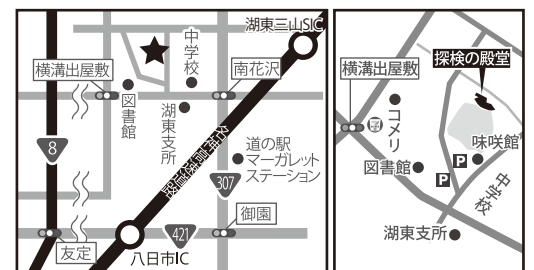 湖東三山SIC
中学校
横溝出屋敷
南花沢
図書館
湖東支所
名神高速道路
道の駅
マーガレット
ステーション
8
307
421
御園
友定
八日市IC
探検の殿堂
横溝出屋敷
コメリ
味咲館
図書館
P
P
中学校
湖東支所